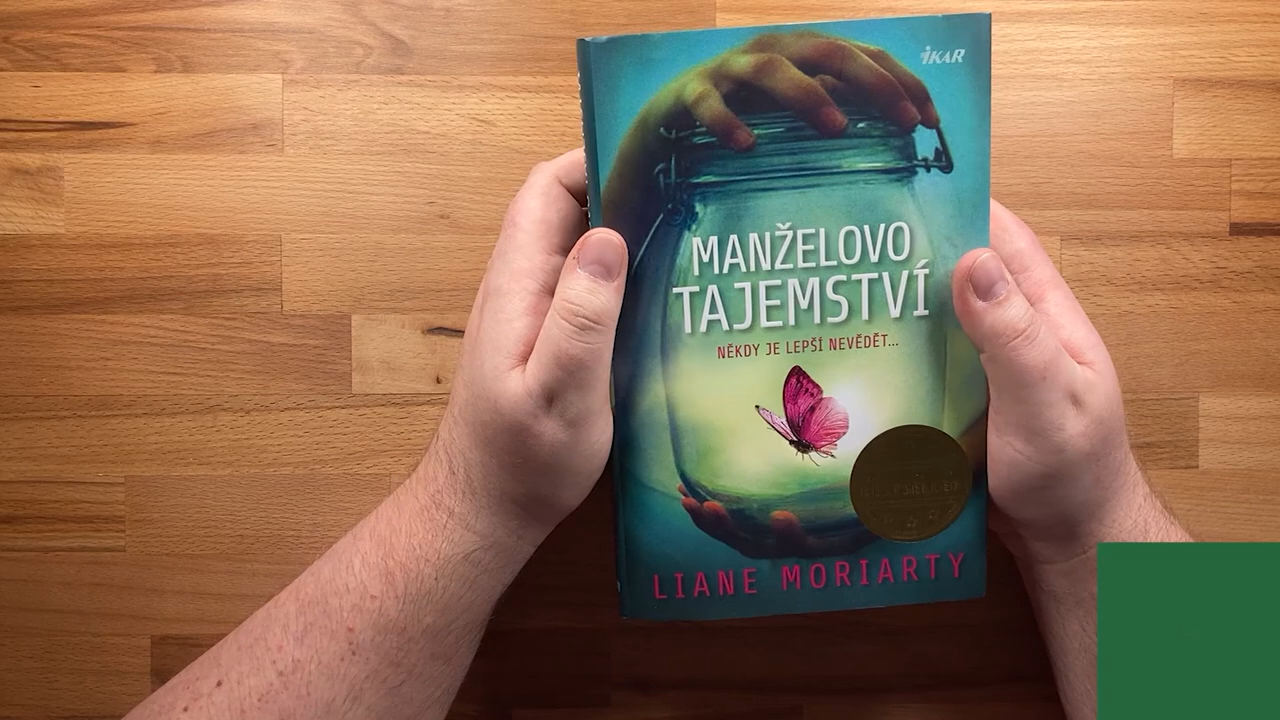 IKAR
MANŽELOVO
TAJEMSTVÍ
NĚKDY JE LEPŠÍ NEVĚDĚT...
LIANE MORIARTY